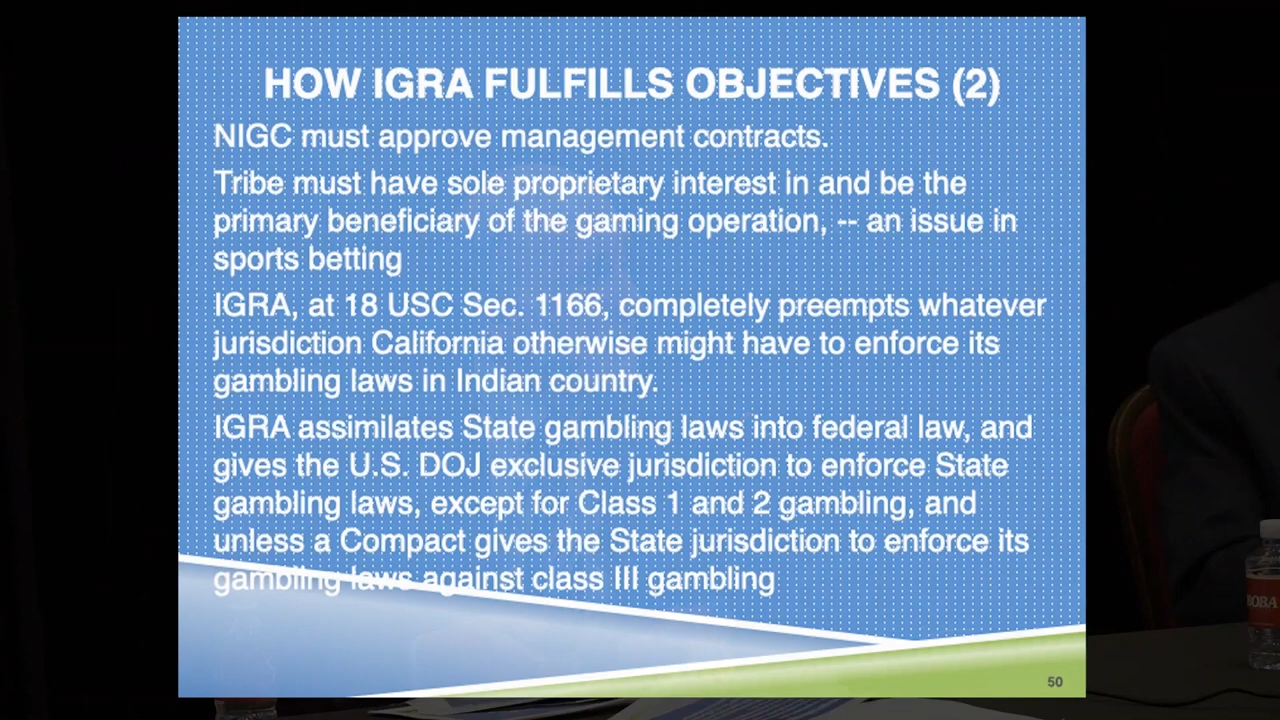 HOW IGRA FULFILLS OBJECTIVES (2)
NIGC must approve management contracts.
Tribe must have sole proprietary interest in and be the
primary beneficiary of the gaming operation, -- an issue in
sports betting
IGRA, at 18 USC Sec. 1166, completely preempts whatever
jurisdiction California otherwise might have to enforce its
gambling laws in Indian country.
IGRA assimilates State gambling laws into federal law, and
gives the U.S. DOJ exclusive jurisdiction to enforce State
gambling laws, except for Class 1 and 2 gambling, and
unless a Compact gives the State jurisdiction to enforce its
gambling laws against class III gambling
50